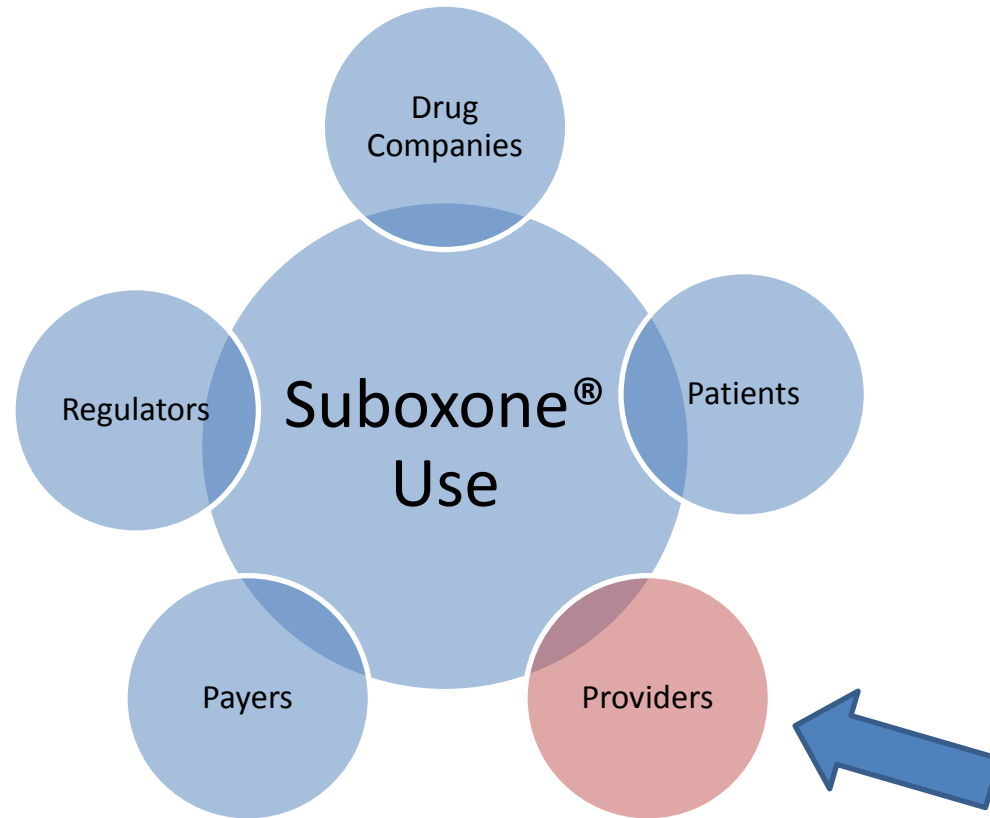 Drug
Companies
Regulators
Suboxone®
Use
Patients
Payers
Providers